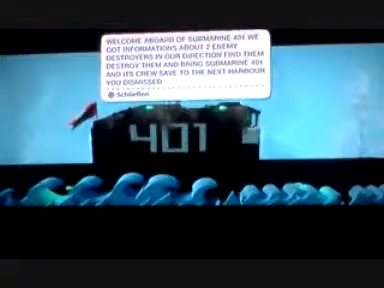 WELCOME ABOARD OF SUBMARINE 401 WE
GOT INFORMATIONS ABOUT 2 ENEMY
DESTROYERS IN OUR DIRECTION FIND THEM
DESTROY THEM AND BRING SUBMARINE 401
AND ITS CREW SAVE TO THE NEXT HARBOUR
YOU DISMISSED
Schließen
401